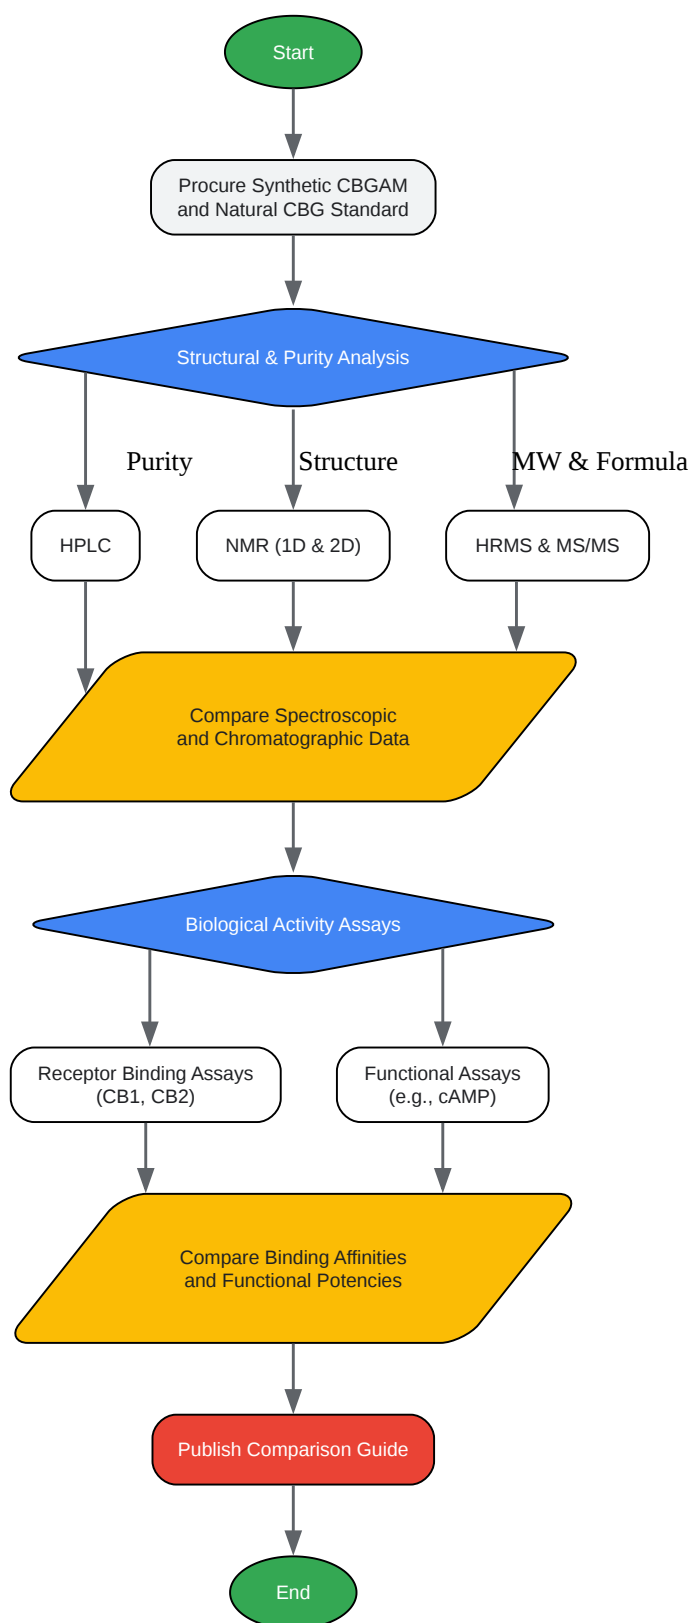 Start
Procure Synthetic CBGAM
and Natural CBG Standard
Structural & Purity Analysis
Purity
Structure
MW & Formula
HPLC
NMR (1D & 2D)
HRMS & MS/MS
Compare Spectroscopic
and Chromatographic Data
Biological Activity Assays
Receptor Binding Assays
(CB1, CB2)
Functional Assays
(e.g., cAMP)
Compare Binding Affinities
and Functional Potencies
Publish Comparison Guide
End